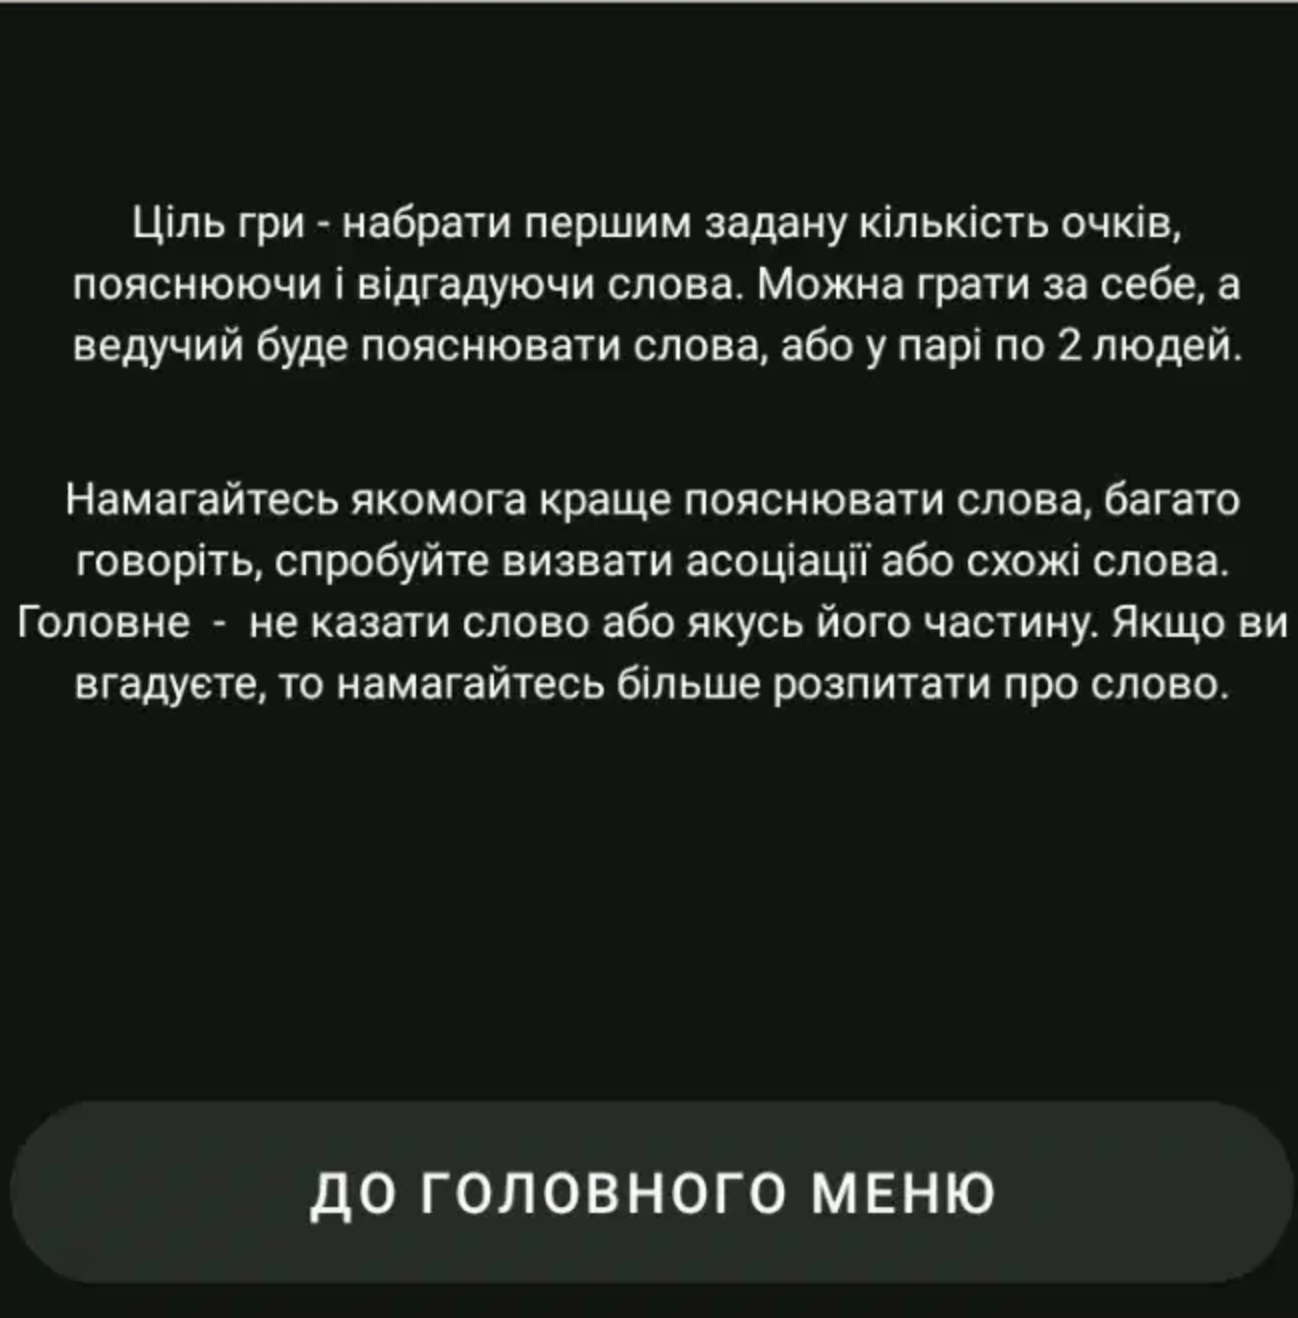 Ціль гри - набрати першим задану кількість очків,
пояснюючи і відгадуючи слова. Можна грати за себе, а
ведучий буде пояснювати слова, або у парі по 2 людей.
Намагайтесь якомога краще пояснювати слова, багато
говоріть, спробуйте визвати асоціації або схожі слова.
Головне  -  не казати слово або якусь його частину. Якщо ви
вгадуєте, то намагайтесь більше розпитати про слово.
ДО ГОЛОВНОГО МЕНЮ